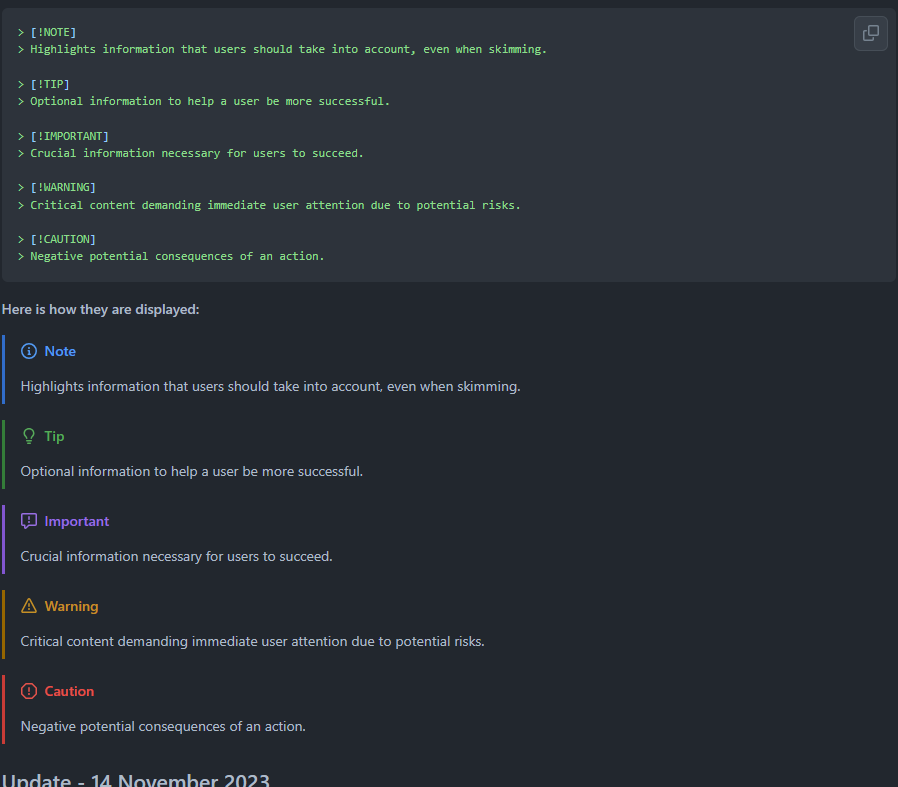 > [!NOTE]
> Highlights information that users should take into account, even when skimming.
> [!TIP]
> Optional information to help a user be more successful.
> [!IMPORTANT]
> Crucial information necessary for users to succeed.
> [!WARNING]
> Critical content demanding immediate user attention due to potential risks.
> [!CAUTION]
> Negative potential consequences of an action.
Here is how they are displayed:
Note
Highlights information that users should take into account, even when skimming.
Tip
Optional information to help a user be more successful.
Important
Crucial information necessary for users to succeed.
Warning
Critical content demanding immediate user attention due to potential risks.
Caution
Negative potential consequences of an action.
Update - 14 November 2023